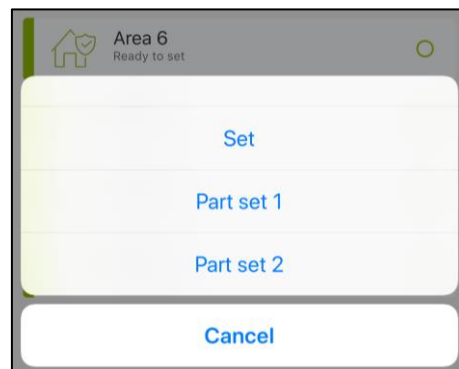 Area 6
Ready to set
Set
Part set 1
Part set 2
Cancel